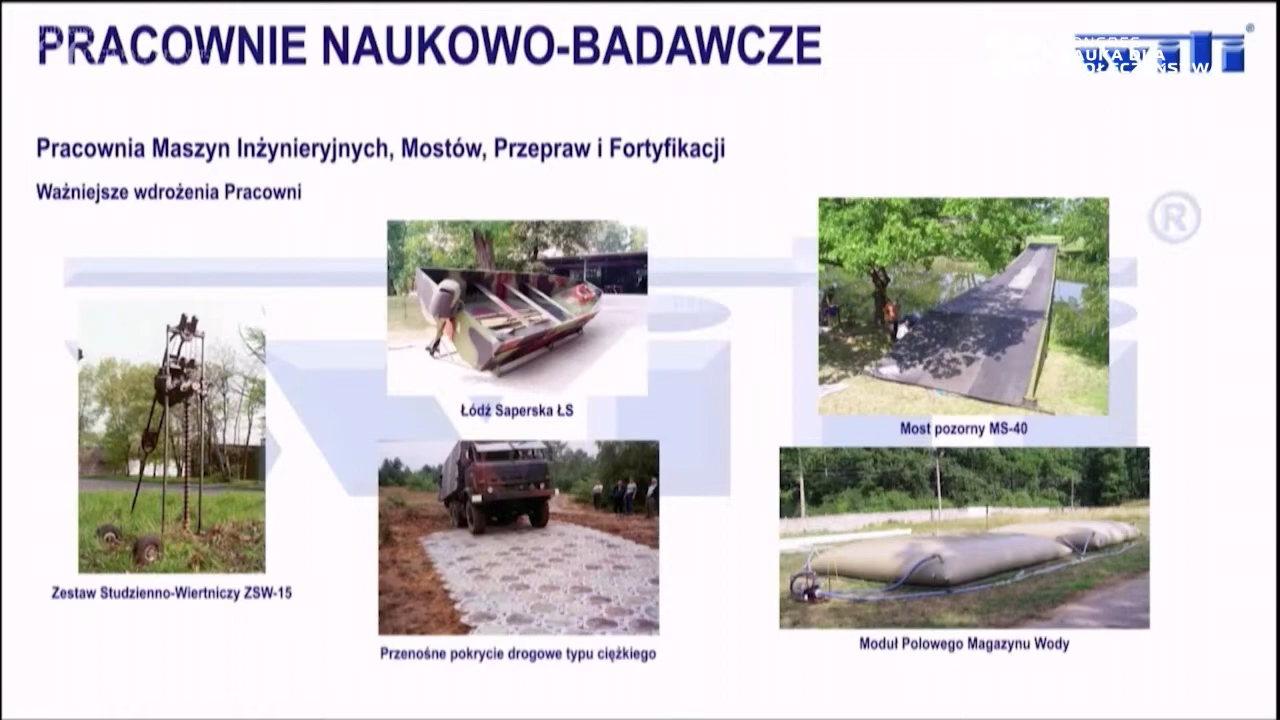 PRACOWNIE NAUKOWO-BADAWCZE
Pracownia Maszyn Inżynieryjnych, Mostów, Przepraw i Fortyfikacji
Ważniejsze wdrożenia Pracowni
®
Łódź Saperska ŁS
Most pozorny MS-40
Zestaw Studzienno-Wiertniczy ZSW-15
Przenośne pokrycie drogowe typu ciężkiego
Moduł Polowego Magazynu Wody